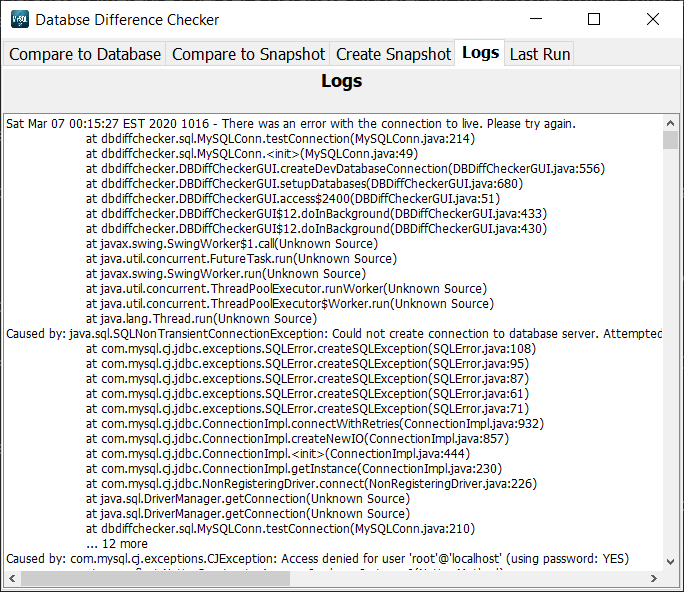 MySQL
Databse Difference Checker
Compare to Database Compare to Snapshot Create Snapshot Logs Last Run
Logs
Sat Mar 07 00:15:27 EST 2020 1016 - There was an error with the connection to live. Please try again.
at dbdiffchecker.sql.MySQLConn.testConnection(MySQLConn.java:214)
at dbdiffchecker.sql.MySQLConn.<init>(MySQLConn.java:49)
at dbdiffchecker.DBDiffCheckerGUI.createDevDatabaseConnection(DBDiffCheckerGUI.java:556)
at dbdiffchecker.DBDiffCheckerGUI.setupDatabases(DBDiffCheckerGUI.java:680)
at dbdiffchecker.DBDiffCheckerGUI.access$2400(DBDiffCheckerGUI.java:51)
at dbdiffchecker.DBDiffCheckerGUI$12.doInBackground(DBDiffCheckerGUI.java:433)
at dbdiffchecker.DBDiffCheckerGUI$12.doInBackground(DBDiffCheckerGUI.java:430)
at javax.swing.SwingWorker$1.call(Unknown Source)
at java.util.concurrent.FutureTask.run(Unknown Source)
at javax.swing.SwingWorker.run(Unknown Source)
at java.util.concurrent.ThreadPoolExecutor.runWorker(Unknown Source)
at java.util.concurrent.ThreadPoolExecutor$Worker.run(Unknown Source)
at java.lang.Thread.run(Unknown Source)
Caused by: java.sql.SQLNonTransientConnectionException: Could not create connection to database server. Attempted
at com.mysql.cj.jdbc.exceptions.SQLError.createSQLException(SQLError.java:108)
at com.mysql.cj.jdbc.exceptions.SQLError.createSQLException(SQLError.java:95)
at com.mysql.cj.jdbc.exceptions.SQLError.createSQLException(SQLError.java:87)
at com.mysql.cj.jdbc.exceptions.SQLError.createSQLException(SQLError.java:61)
at com.mysql.cj.jdbc.exceptions.SQLError.createSQLException(SQLError.java:71)
at com.mysql.cj.jdbc.ConnectionImpl.connectWithRetries(ConnectionImpl.java:932)
at com.mysql.cj.jdbc.ConnectionImpl.createNewIO(ConnectionImpl.java:857)
at com.mysql.cj.jdbc.ConnectionImpl.<init>(ConnectionImpl.java:444)
at com.mysql.cj.jdbc.ConnectionImpl.getInstance(ConnectionImpl.java:230)
at com.mysql.cj.jdbc.NonRegisteringDriver.connect(NonRegisteringDriver.java:226)
at java.sql.DriverManager.getConnection(Unknown Source)
at java.sql.DriverManager.getConnection(Unknown Source)
at dbdiffchecker.sql.MySQLConn.testConnection(MySQLConn.java:210)
... 12 more
Caused by: com.mysql.cj.exceptions.CJException: Access denied for user 'root'@'localhost' (using password: YES)